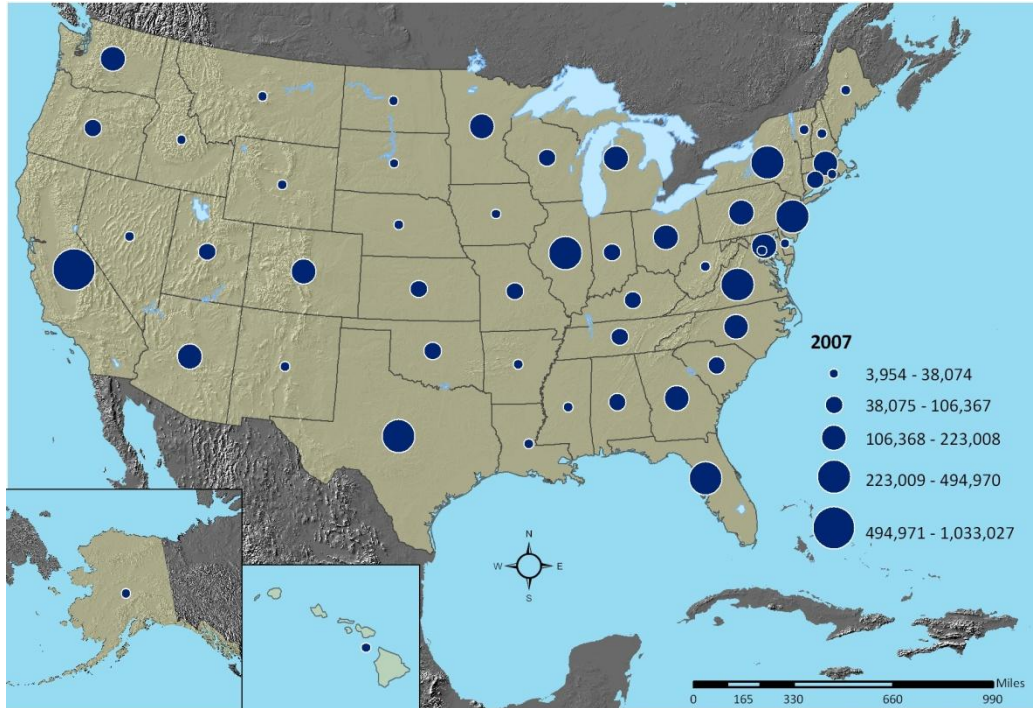 2007
3,954 - 38,074
38,075 - 106,367
106,368 - 223,008
223,009 - 494,970
494,971 - 1,033,027
N
W E
S
Miles
0 165 330 660 990